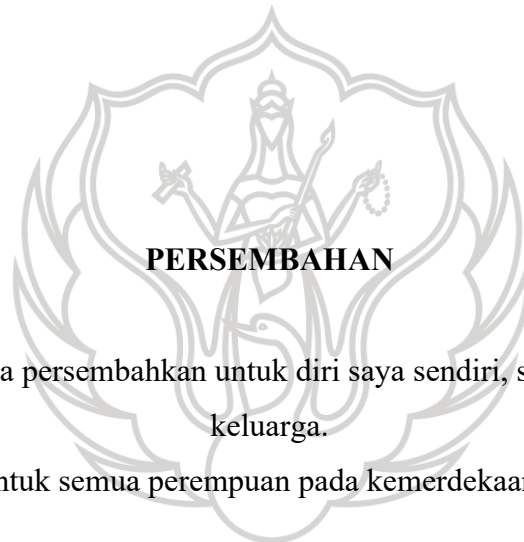 PERSEMBAHAN
a persembahkan untuk diri saya sendiri, s
keluarga.
ntuk semua perempuan pada kemerdekaan